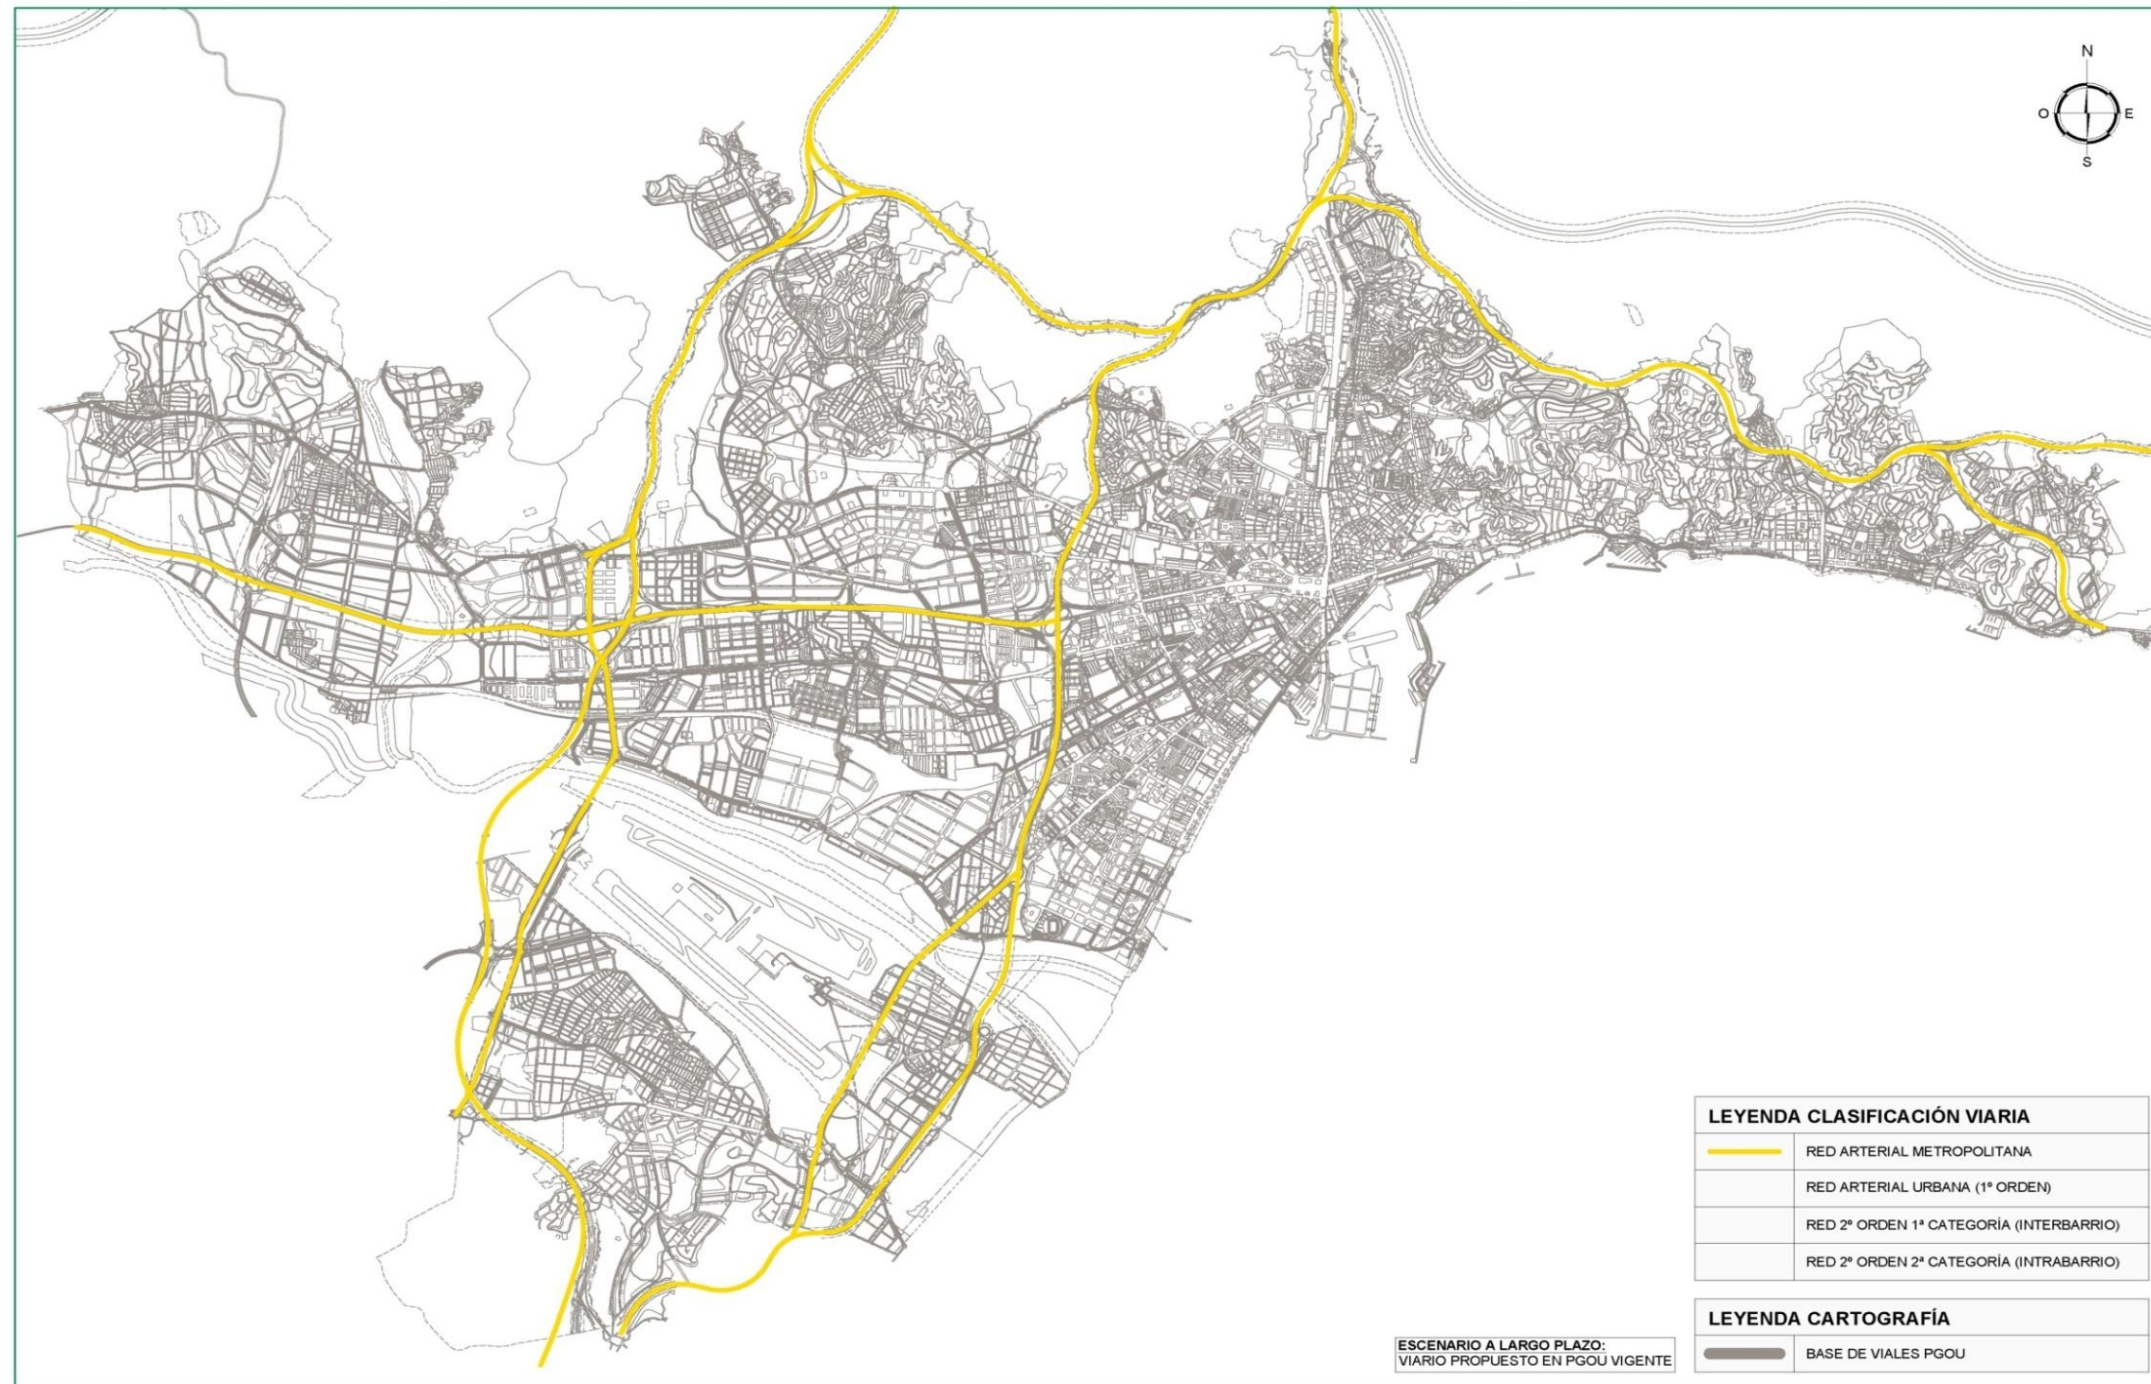 N
O E
S
LEYENDA CLASIFICACIÓN VIARIA
RED ARTERIAL METROPOLITANA
RED ARTERIAL URBANA (1º ORDEN)
RED 2º ORDEN 1ª CATEGORÍA (INTERBARRIO)
RED 2º ORDEN 2ª CATEGORÍA (INTRABARRIO)
LEYENDA CARTOGRAFÍA
BASE DE VIALES PGOU
ESCENARIO A LARGO PLAZO:
VIARIO PROPUESTO EN PGOU VIGENTE